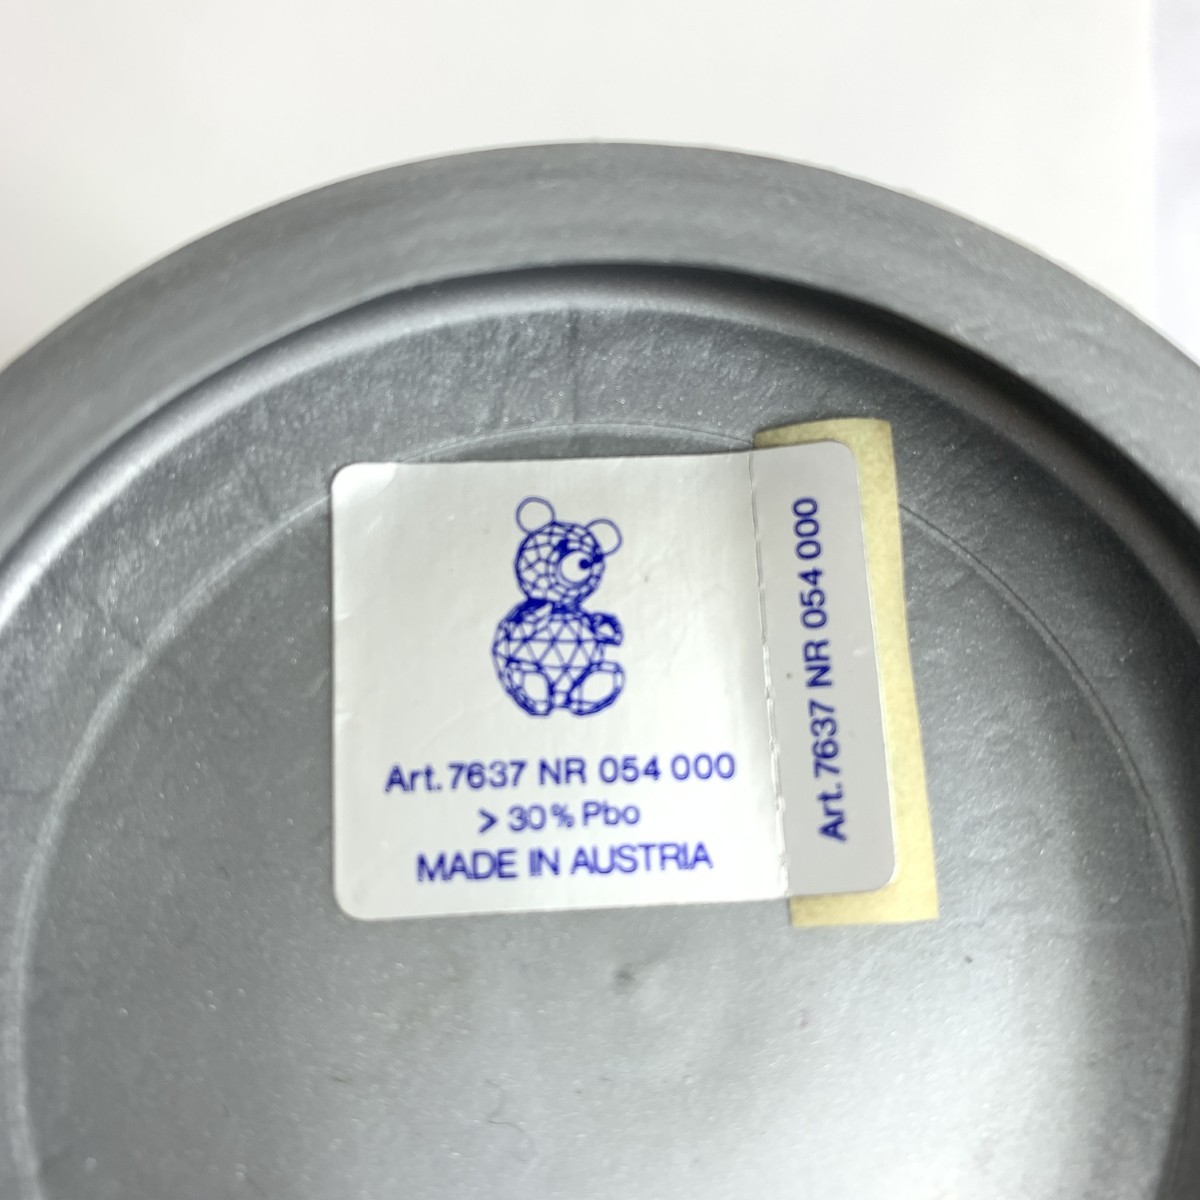 Art. 7637 NR 054 000
> 30% Pbo
MADE IN AUSTRIA
Art. 7637 NR 054 000